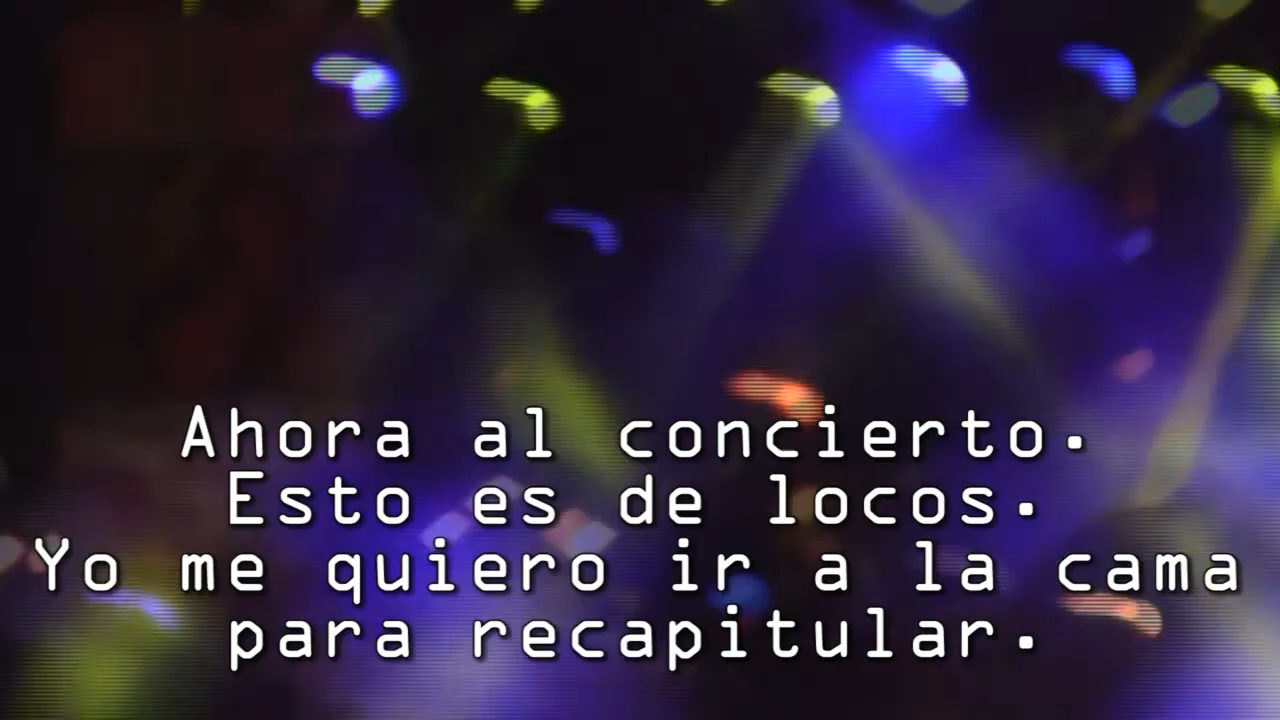 Ahora al concierto.
Esto es de locos.
Yo me quiero ir a la cama
para recapitular.